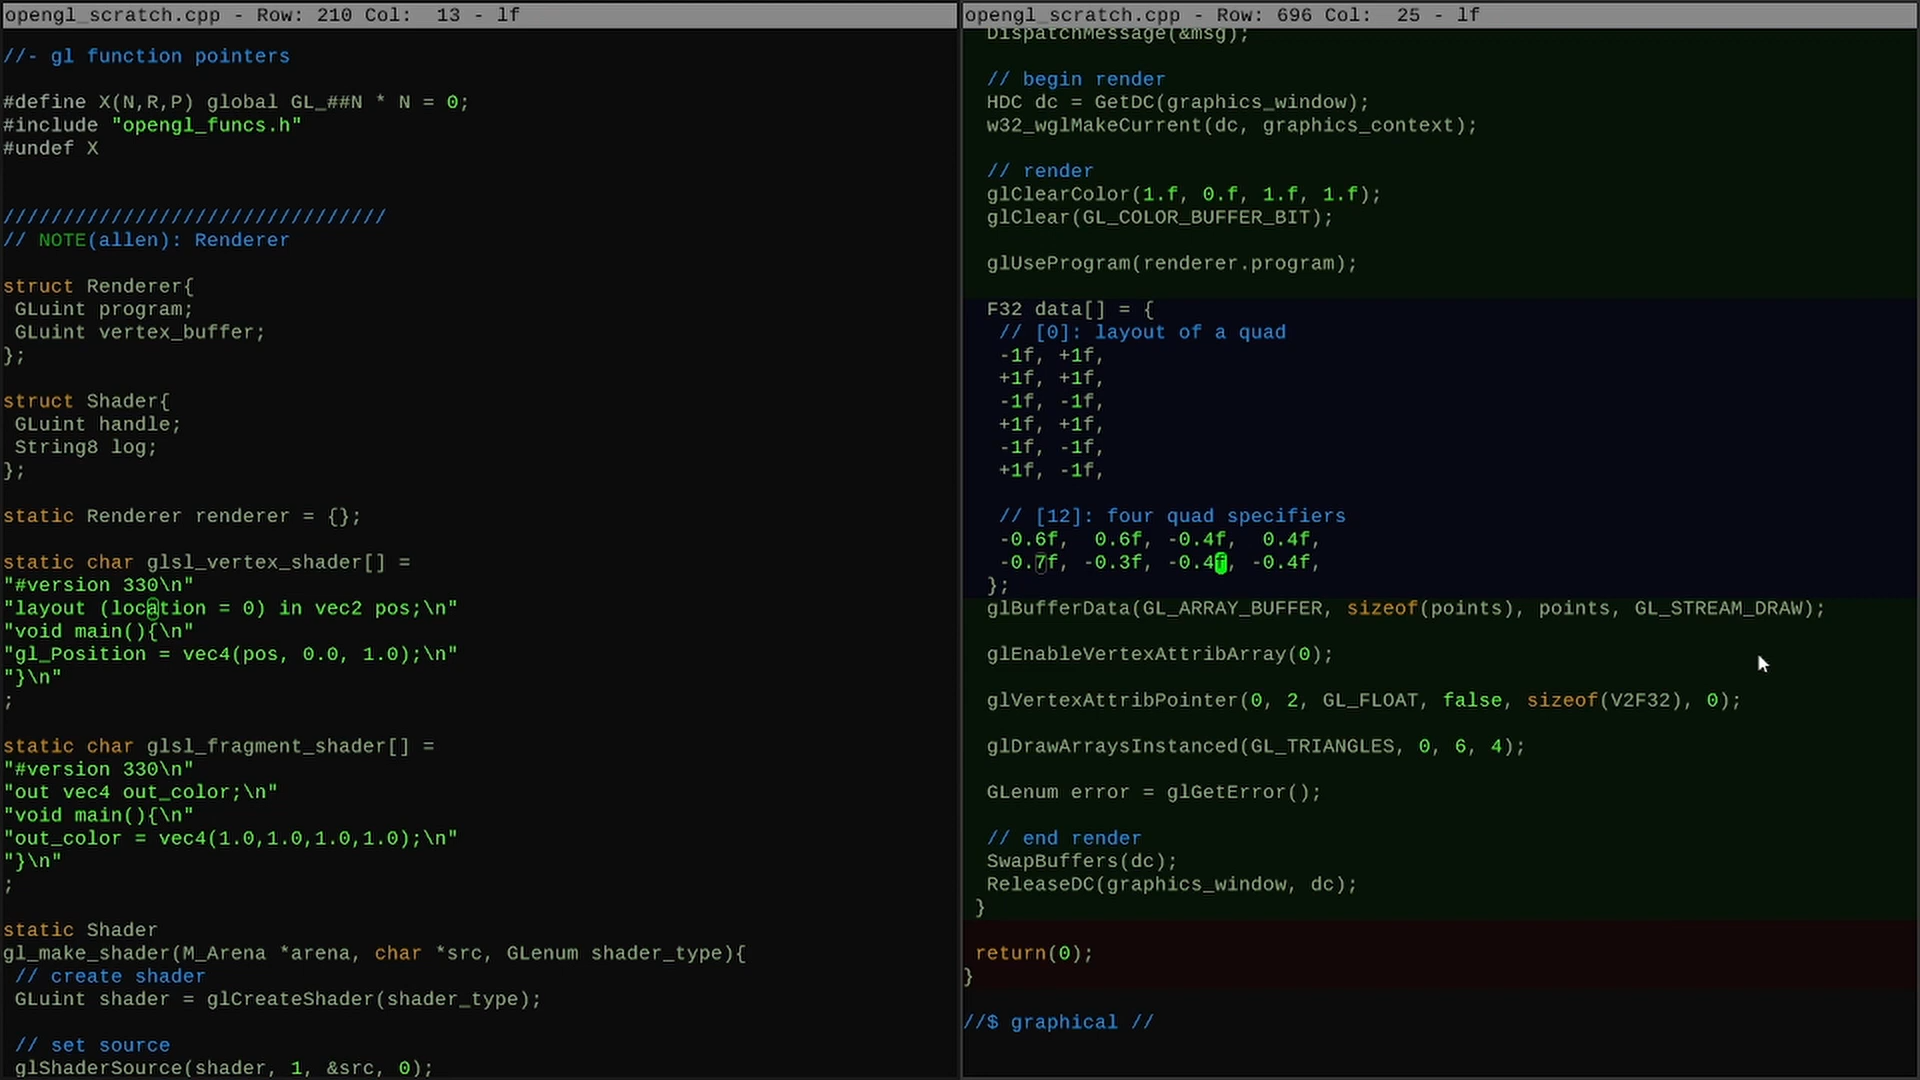 opengl_scratch.cpp - Row: 210 Col:  13 - lf
//- gl function pointers
#define X(N,R,P) global GL_##N * N = 0;
#include "opengl_funcs.h"
#undef X
////////////////////////////////
// NOTE(allen): Renderer
struct Renderer{
 GLuint program;
 GLuint vertex_buffer;
};
struct Shader{
 GLuint handle;
 String8 log;
};
static Renderer renderer = {};
static char glsl_vertex_shader[] =
"#version 330\n"
"layout (location = 0) in vec2 pos;\n"
"void main(){\n"
"gl_Position = vec4(pos, 0.0, 1.0);\n"
"}\n"
;
static char glsl_fragment_shader[] =
"#version 330\n"
"out vec4 out_color;\n"
"void main(){\n"
"out_color = vec4(1.0,1.0,1.0,1.0);\n"
"}\n"
;
static Shader
gl_make_shader(M_Arena *arena, char *src, GLenum shader_type){
 // create shader
 GLuint shader = glCreateShader(shader_type);
 // set source
 glShaderSource(shader, 1, &src, 0);
opengl_scratch.cpp - Row: 696 Col:  25 - lf
  DispatchMessage(&msg);
  // begin render
  HDC dc = GetDC(graphics_window);
  w32_wglMakeCurrent(dc, graphics_context);
  // render
  glClearColor(1.f, 0.f, 1.f, 1.f);
  glClear(GL_COLOR_BUFFER_BIT);
  glUseProgram(renderer.program);
  F32 data[] = {
   // [0]: layout of a quad
   -1f, +1f,
   +1f, +1f,
   -1f, -1f,
   +1f, +1f,
   -1f, -1f,
   +1f, -1f,
   // [12]: four quad specifiers
   -0.6f,  0.6f, -0.4f,  0.4f,
   -0.7f, -0.3f, -0.4f, -0.4f,
  };
  glBufferData(GL_ARRAY_BUFFER, sizeof(points), points, GL_STREAM_DRAW);
  glEnableVertexAttribArray(0);
  glVertexAttribPointer(0, 2, GL_FLOAT, false, sizeof(V2F32), 0);
  glDrawArraysInstanced(GL_TRIANGLES, 0, 6, 4);
  GLenum error = glGetError();
  // end render
  SwapBuffers(dc);
  ReleaseDC(graphics_window, dc);
 }
 return(0);
}
//$ graphical //